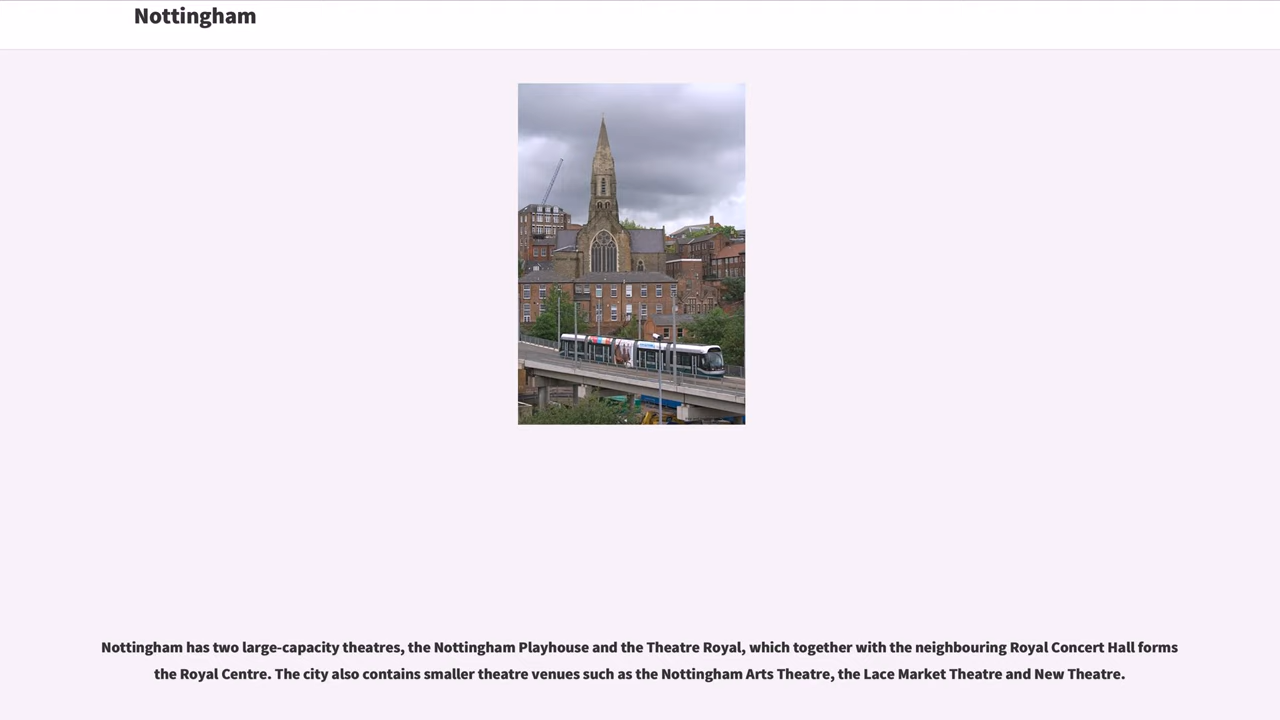 Nottingham
Nottingham has two large-capacity theatres, the Nottingham Playhouse and the Theatre Royal, which together with the neighbouring Royal Concert Hall forms
the Royal Centre. The city also contains smaller theatre venues such as the Nottingham Arts Theatre, the Lace Market Theatre and New Theatre.